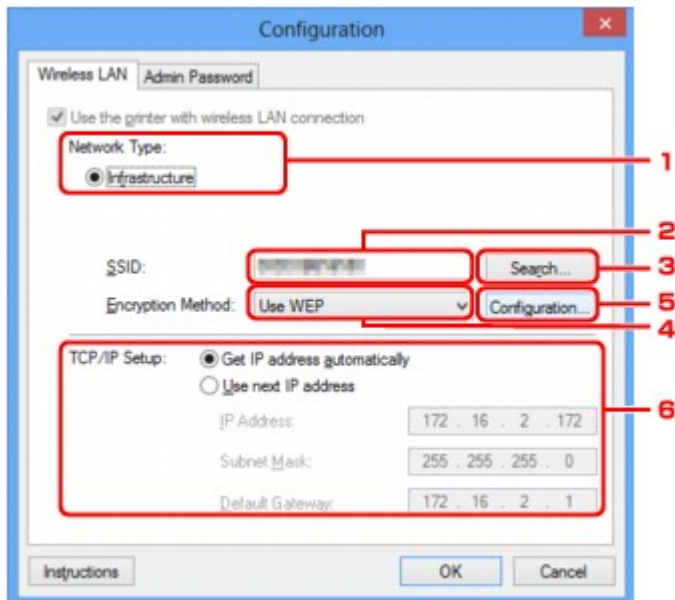 Configuration
Wireless LAN Admin Password
Use the printer with wireless LAN connection
Network Type:
Infrastructure
1
2
SSID: Search... 3
Encryption Method: Use WEP Configuration... 5
4
TCP/IP Setup: Get IP address automatically
Use next IP address
6
IP Address: 172 . 16 . 2 . 172
Subnet Mask: 255 . 255 . 255 . 0
Default Gateway: 172 . 16 . 2 . 1
Instructions OK Cancel